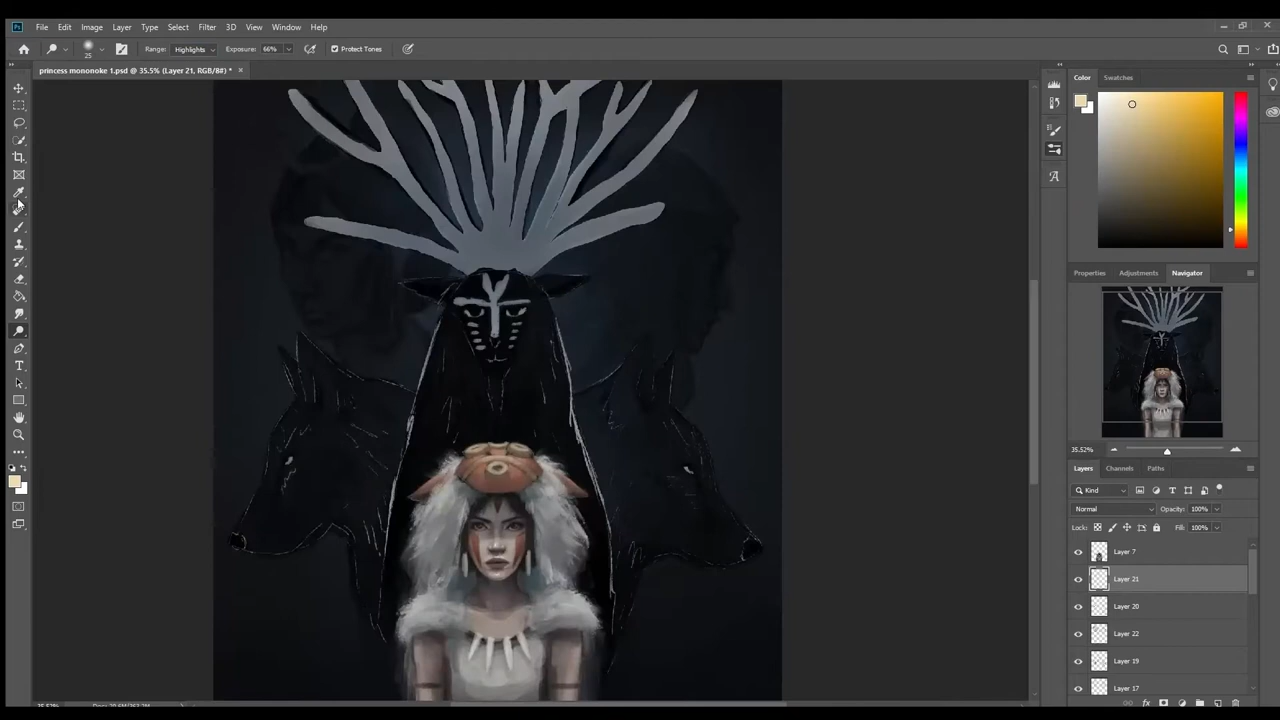 Ps File Edit Image Layer Type Select Filter 3D View Window Help
25 Range: Highlights Exposure: 66% Protect Tones
princess mononoke 1.psd @ 35.5% (Layer 21, RGB/8#) *
Color Swatches
Properties Adjustments Navigator
35.52%
Layers Channels Paths
Kind
Normal Opacity: 100%
Lock: Fill: 100%
Layer 7
Layer 21
Layer 20
Layer 22
Layer 19
Layer 17